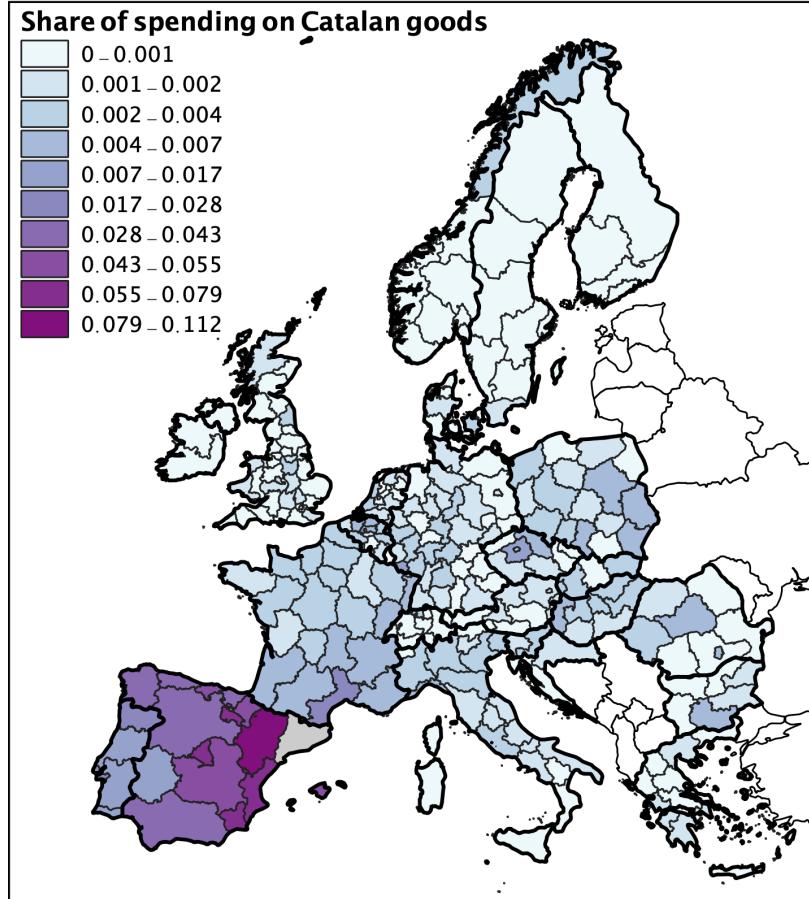 Share of spending on Catalan goods
0 – 0.001
0.001 – 0.002
0.002 – 0.004
0.004 – 0.007
0.007 – 0.017
0.017 – 0.028
0.028 – 0.043
0.043 – 0.055
0.055 – 0.079
0.079 – 0.112